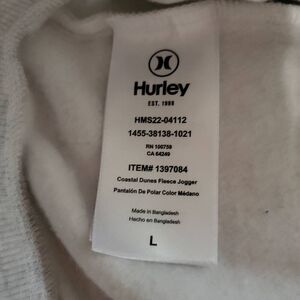 Hurley
EST. 1999
HMS22-04112
1455-38138-1021
RN 100759
CA 64249
ITEM# 1397084
Coastal Dunes Fleece Jogger
Pantalón De Polar Color Médano
Made in Bangladesh
Hecho en Bangladesh
L